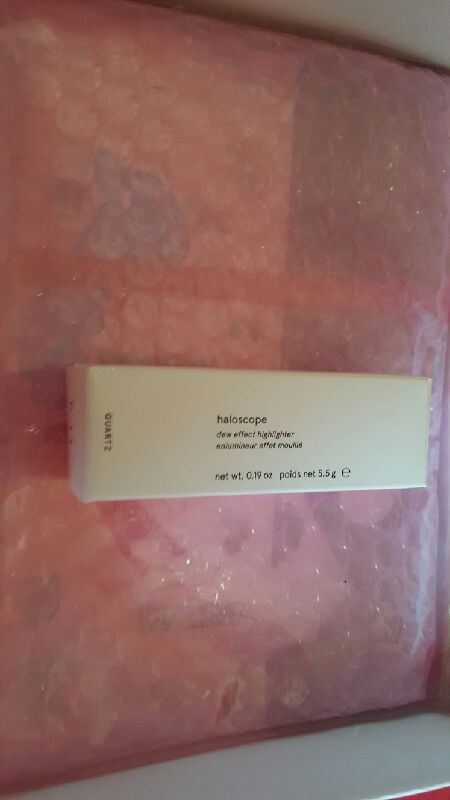 QUARTZ
haloscope
dew effect highlighter
enlumineur effet mouillé
net wt. 0.19 oz poids net 5.5 g ℮